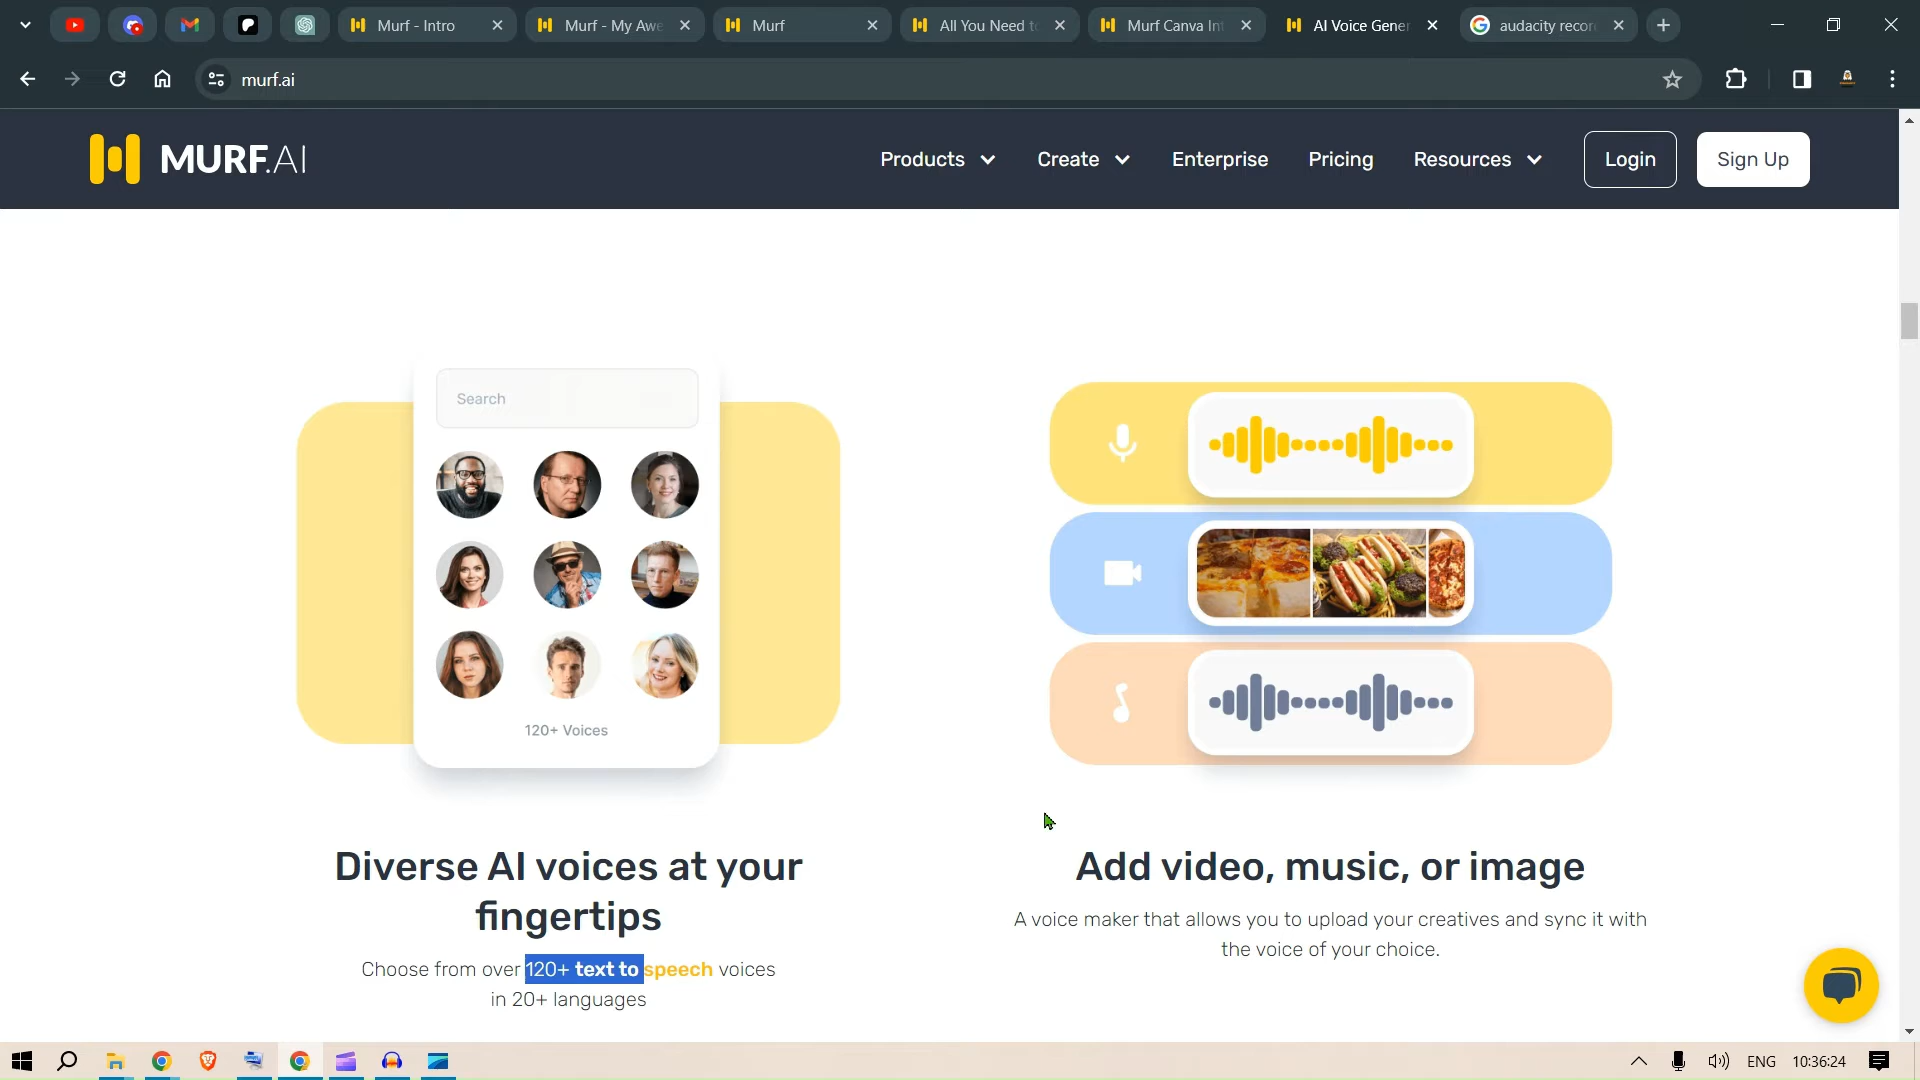 Murf - Intro
Murf - My Awe
Murf
All You Need to
Murf Canva Int
AI Voice Gener
audacity recon
murf.ai
MURF.AI
Products
Create
Enterprise
Pricing
Resources
Login
Sign Up
Search
120+ Voices
Diverse AI voices at your
fingertips
Choose from over 120+ text to speech voices
in 20+ languages
Add video, music, or image
A voice maker that allows you to upload your creatives and sync it with
the voice of your choice.
ENG
10:36:24